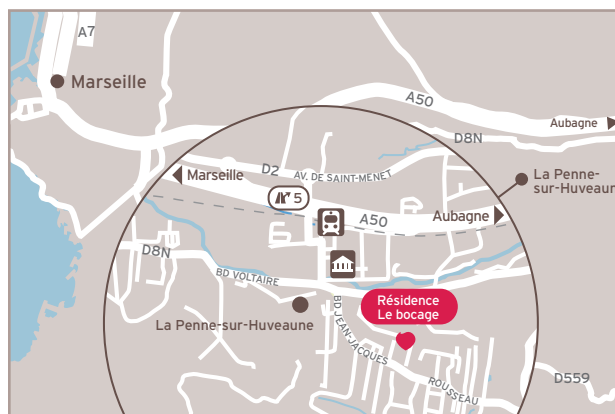 A7
Marseille
A50
Aubagne
D8N
D2
AV. DE SAINT-MENET
La Penne-
sur-Huveaun
Marseille
5
A50
Aubagne
D8N
BD VOLTAIRE
Résidence
Le bocage
La Penne-sur-Huveaune
BD JEAN-JACQUES
ROUSSEAU
D559